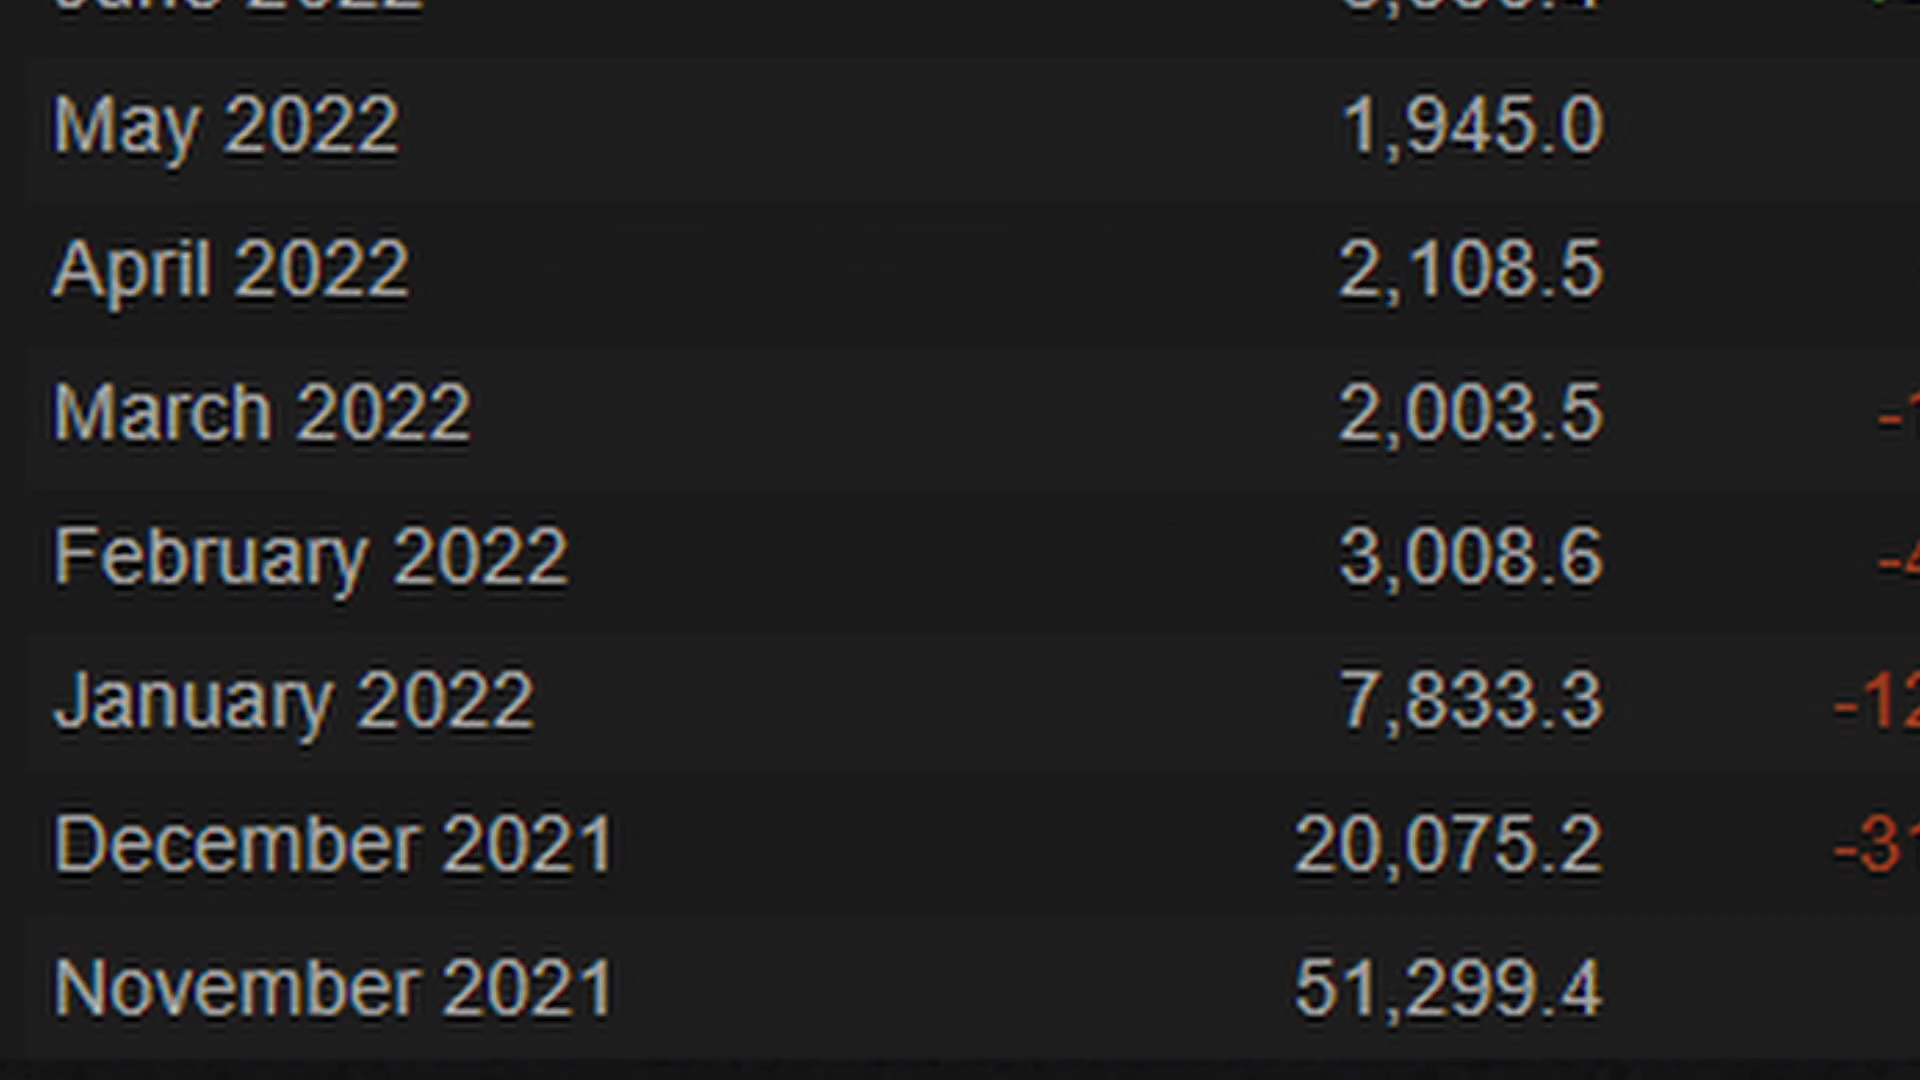 May 2022 1,945.0
April 2022 2,108.5
March 2022 2,003.5
February 2022 3,008.6
January 2022 7,833.3
December 2021 20,075.2
November 2021 51,299.4